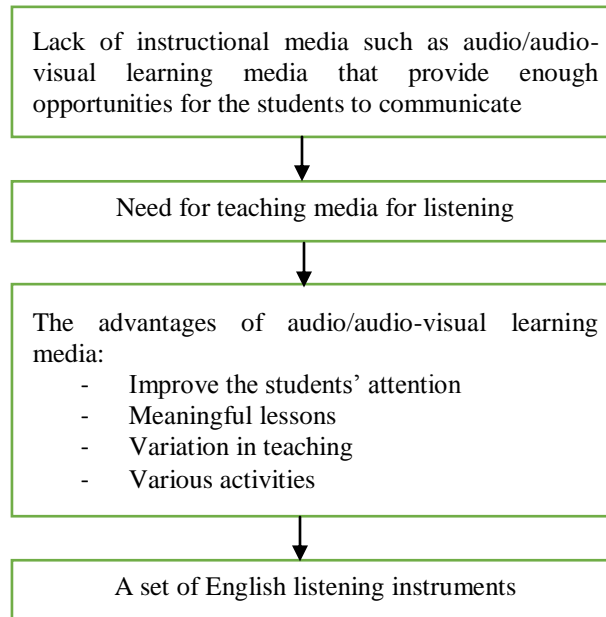 Lack of instructional media such as audio/audio-
visual learning media that provide enough
opportunities for the students to communicate
Need for teaching media for listening
The advantages of audio/audio-visual learning
media:
- Improve the students’ attention
- Meaningful lessons
- Variation in teaching
- Various activities
A set of English listening instruments